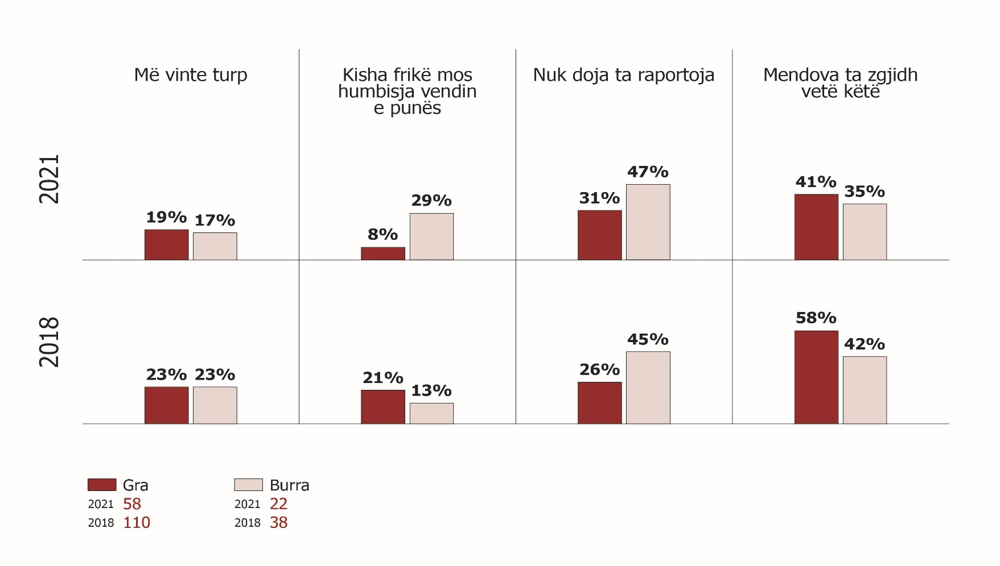 Më vinte turp
Kisha frikë mos
humbisja vendin
e punës
Nuk doja ta raportoja
Mendova ta zgjidh
vetë këtë
2021
19% 17%
8% 29%
31% 47%
41% 35%
2018
23% 23%
21% 13%
26% 45%
58% 42%
Gra
2021 58
2018 110
Burra
2021 22
2018 38